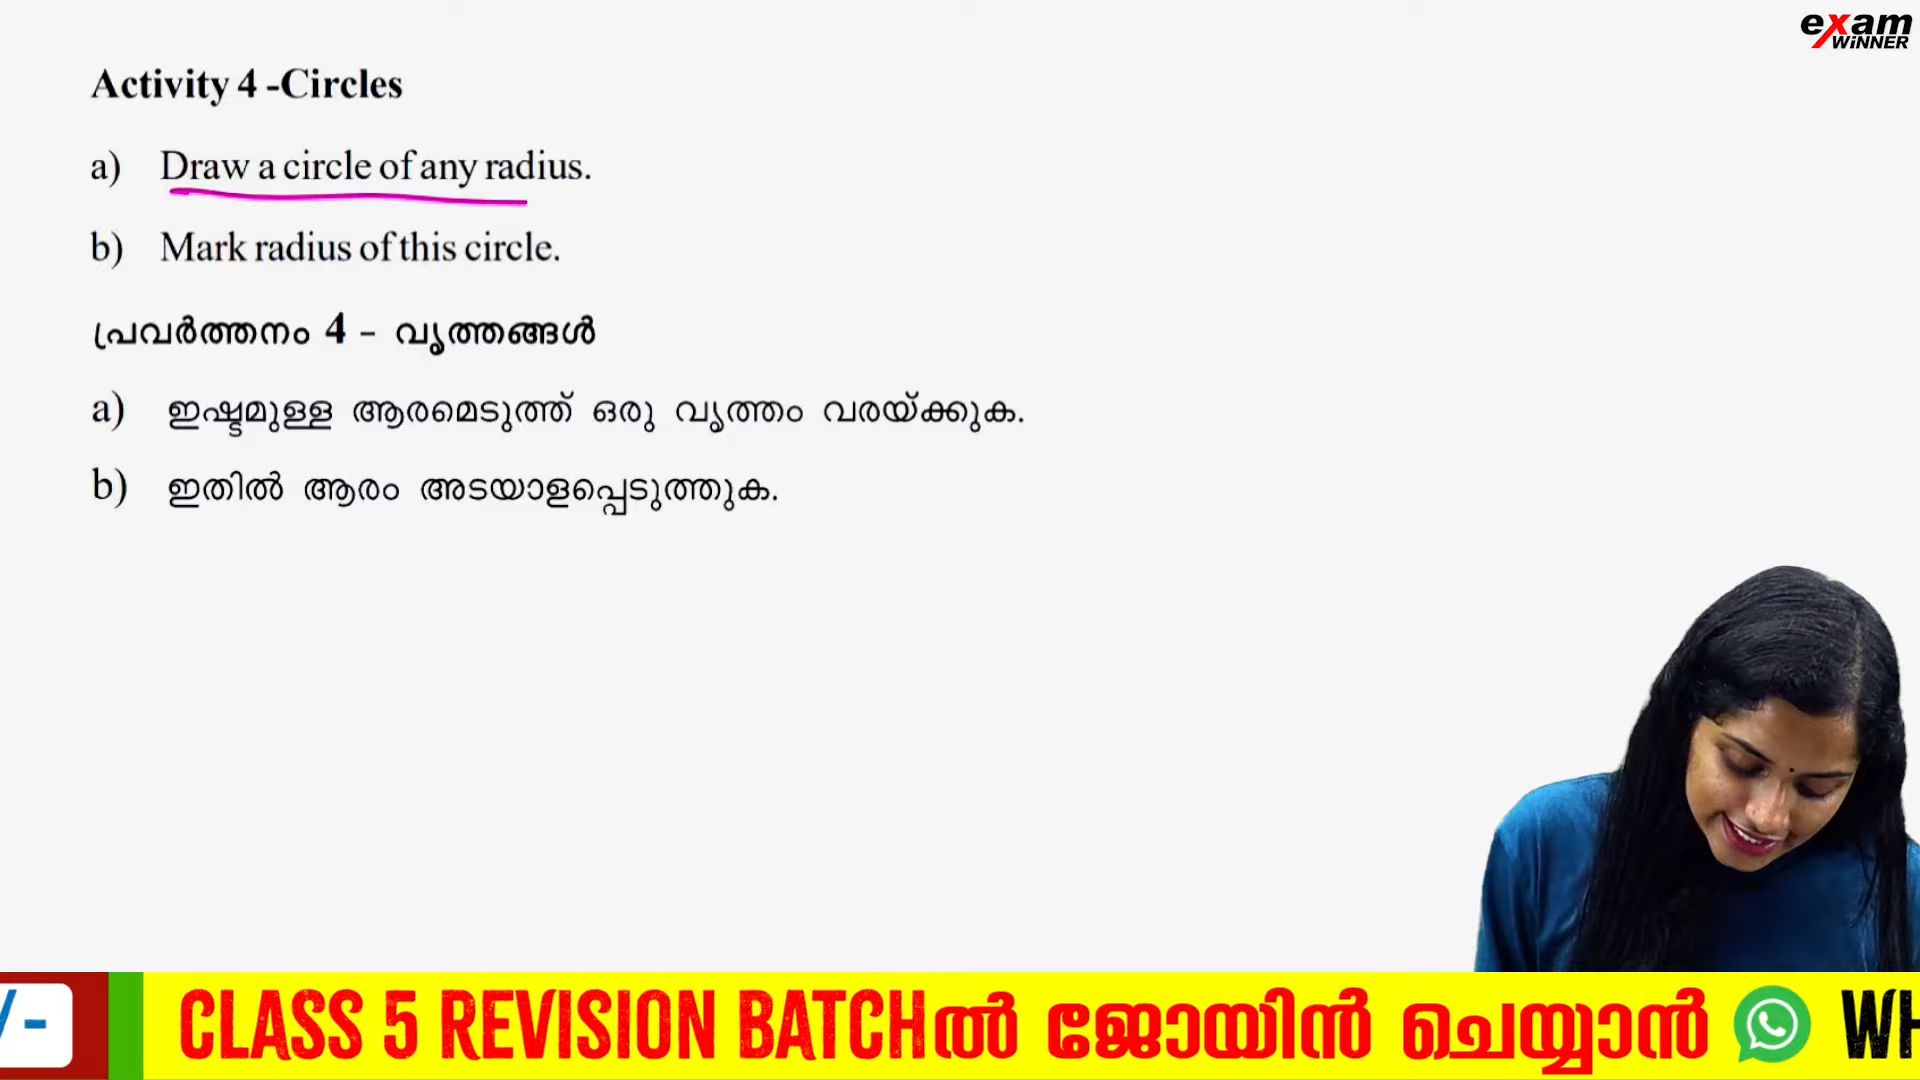 exam
WINNER
Activity 4 -Circles
a) Draw a circle of any radius.
b) Mark radius of this circle.
പ്രവർത്തനം 4 – വൃത്തങ്ങൾ
a) ഇഷ്ടമുള്ള ആരമെടുത്ത് ഒരു വൃത്തം വരയ്ക്കുക.
b) ഇതിൽ ആരം അടയാളപ്പെടുത്തുക.
/- CLASS 5 REVISION BATCHൽ ജോയിൻ ചെയ്യാൻ WH